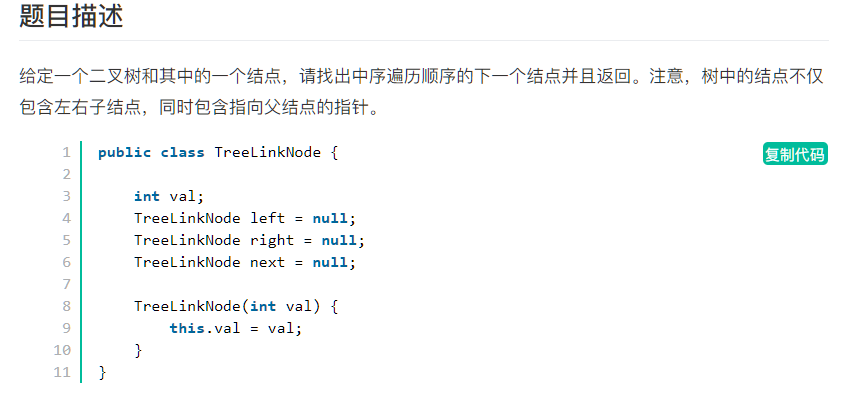 题目描述
给定一个二叉树和其中的一个结点，请找出中序遍历顺序的下一个结点并且返回。注意，树中的结点不仅
包含左右子结点，同时包含指向父结点的指针。
复制代码
1 public class TreeLinkNode {
2
3     int val;
4     TreeLinkNode left = null;
5     TreeLinkNode right = null;
6     TreeLinkNode next = null;
7
8     TreeLinkNode(int val) {
9         this.val = val;
10     }
11 }